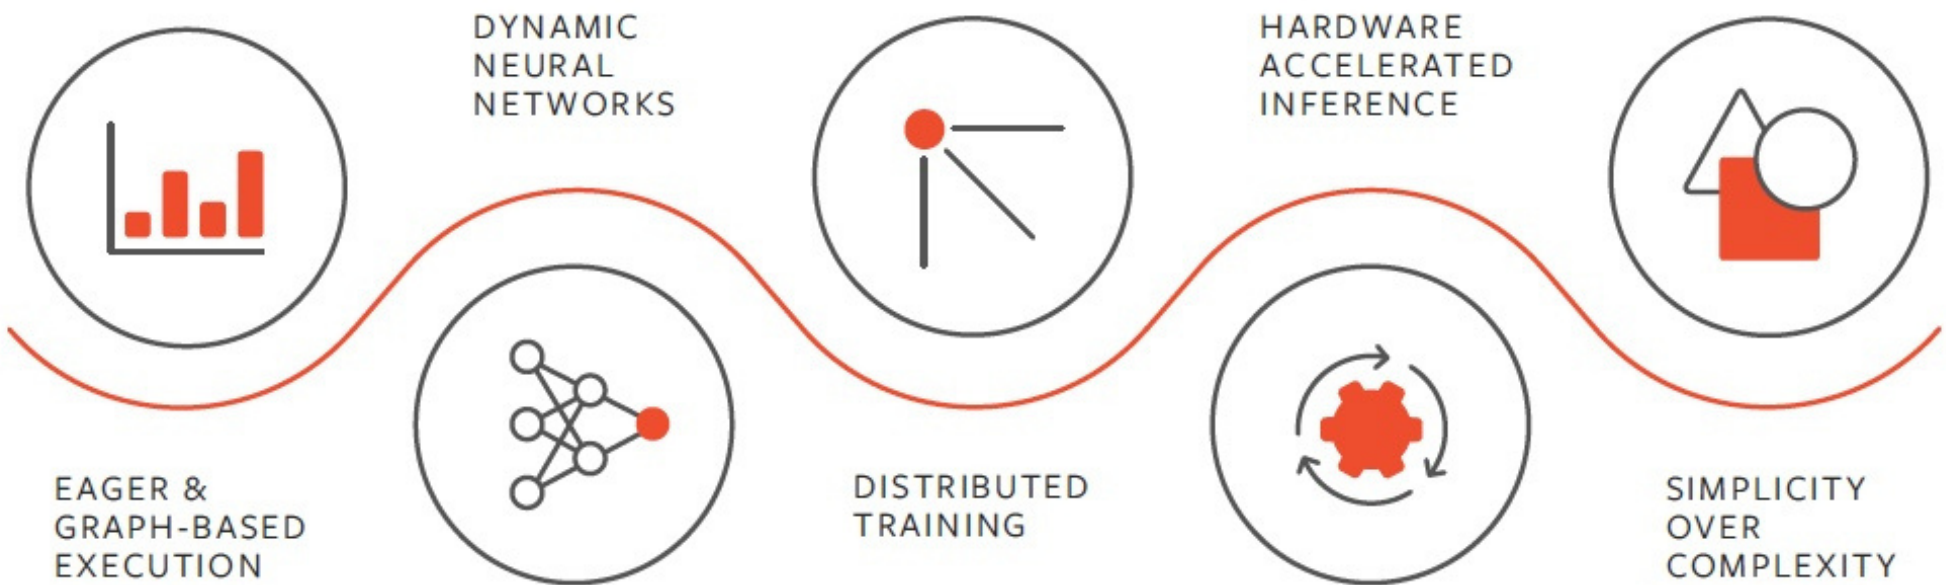 EAGER &
GRAPH-BASED
EXECUTION
DYNAMIC
NEURAL
NETWORKS
DISTRIBUTED
TRAINING
HARDWARE
ACCELERATED
INFERENCE
SIMPLICITY
OVER
COMPLEXITY